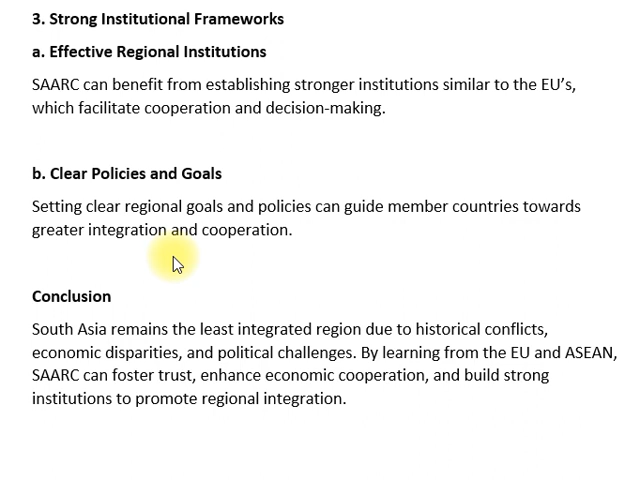 3. Strong Institutional Frameworks
a. Effective Regional Institutions
SAARC can benefit from establishing stronger institutions similar to the EU’s,
which facilitate cooperation and decision-making.
b. Clear Policies and Goals
Setting clear regional goals and policies can guide member countries towards
greater integration and cooperation.
Conclusion
South Asia remains the least integrated region due to historical conflicts,
economic disparities, and political challenges. By learning from the EU and ASEAN,
SAARC can foster trust, enhance economic cooperation, and build strong
institutions to promote regional integration.